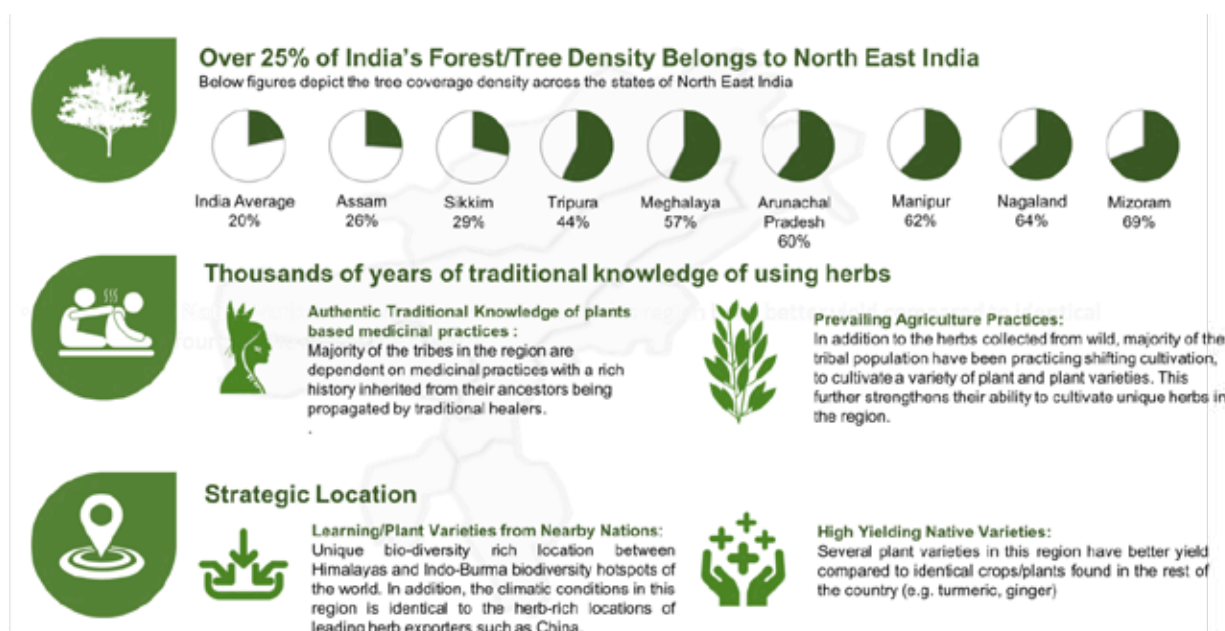 Over 25% of India's Forest/Tree Density Belongs to North East India
Below figures depict the tree coverage density across the states of North East India
India Average
20%
Assam
26%
Sikkim
29%
Tripura
44%
Meghalaya
57%
Arunachal
Pradesh
60%
Manipur
62%
Nagaland
64%
Mizoram
69%
Thousands of years of traditional knowledge of using herbs
Authentic Traditional Knowledge of plants
based medicinal practices :
Majority of the tribes in the region are
dependent on medicinal practices with a rich
history inherited from their ancestors being
propagated by traditional healers.
.
Prevailing Agriculture Practices:
In addition to the herbs collected from wild, majority of the
tribal population have been practicing shifting cultivation,
to cultivate a variety of plant and plant varieties. This
further strengthens their ability to cultivate unique herbs in
the region.
Strategic Location
Learning/Plant Varieties from Nearby Nations:
Unique bio-diversity rich location between
Himalayas and Indo-Burma biodiversity hotspots of
the world. In addition, the climatic conditions in this
region is identical to the herb-rich locations of
leading herb exporters such as China.
High Yielding Native Varieties:
Several plant varieties in this region have better yield
compared to identical crops/plants found in the rest of
the country (e.g. turmeric, ginger)